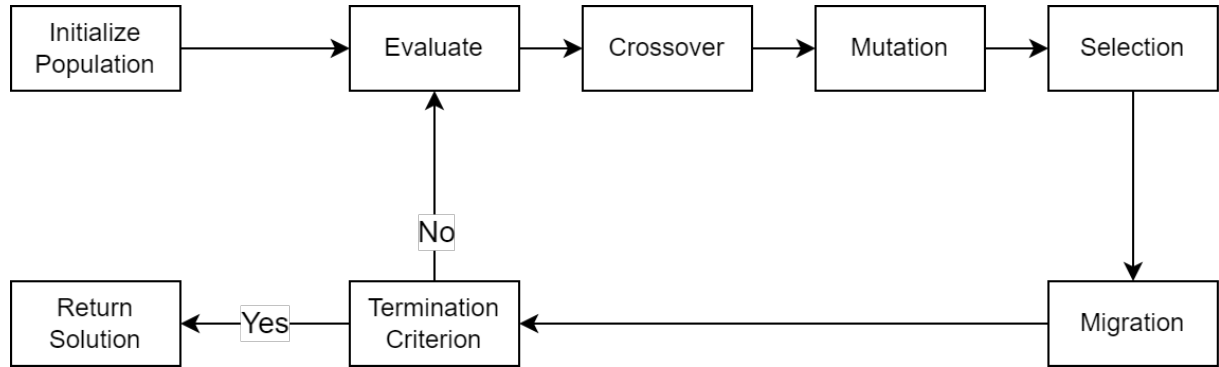 Initialize
Population
Evaluate
Crossover
Mutation
Selection
No
Return
Solution
Yes
Termination
Criterion
Migration